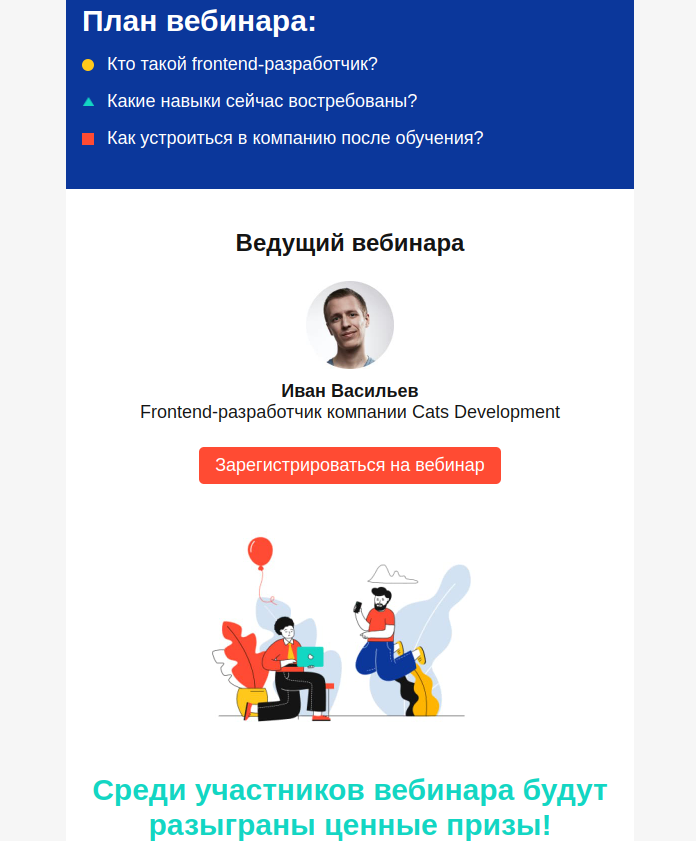 План вебинара:
Кто такой frontend-разработчик?
Какие навыки сейчас востребованы?
Как устроиться в компанию после обучения?
Ведущий вебинара
Иван Васильев
Frontend-разработчик компании Cats Development
Зарегистрироваться на вебинар
Среди участников вебинара будут
разыграны ценные призы!